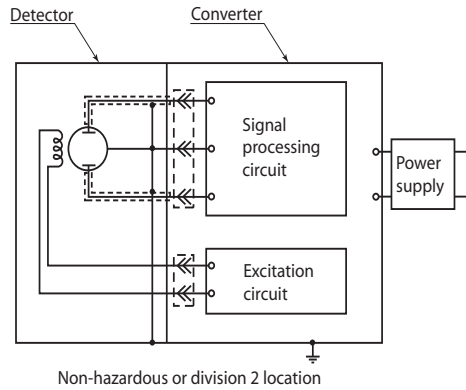 Detector
Converter
Signal
processing
circuit
Power
supply
Excitation
circuit
Non-hazardous or division 2 location